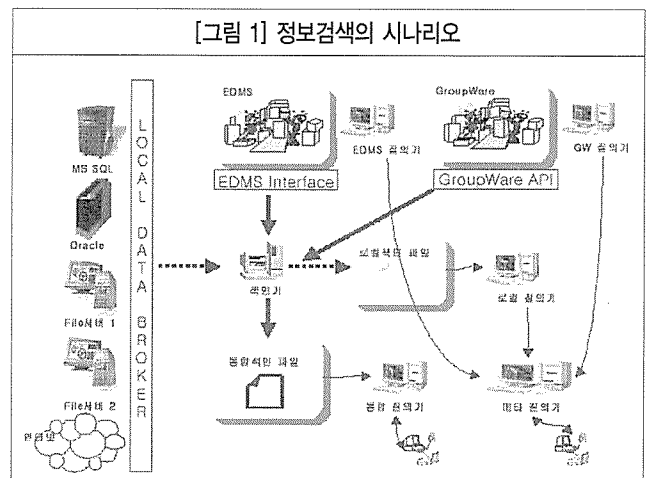 [그림 1] 정보검색의 시나리오
EDMS
GroupWare
MS SQL
EDMS 질의기
GW 질의기
EDMS Interface
GroupWare API
Oracle
LOCAL DATA BROKER
색인기
로컬색인 파일
로컬 질의기
File서버 1
File서버 2
통합색인 파일
통합 질의기
메타 질의기